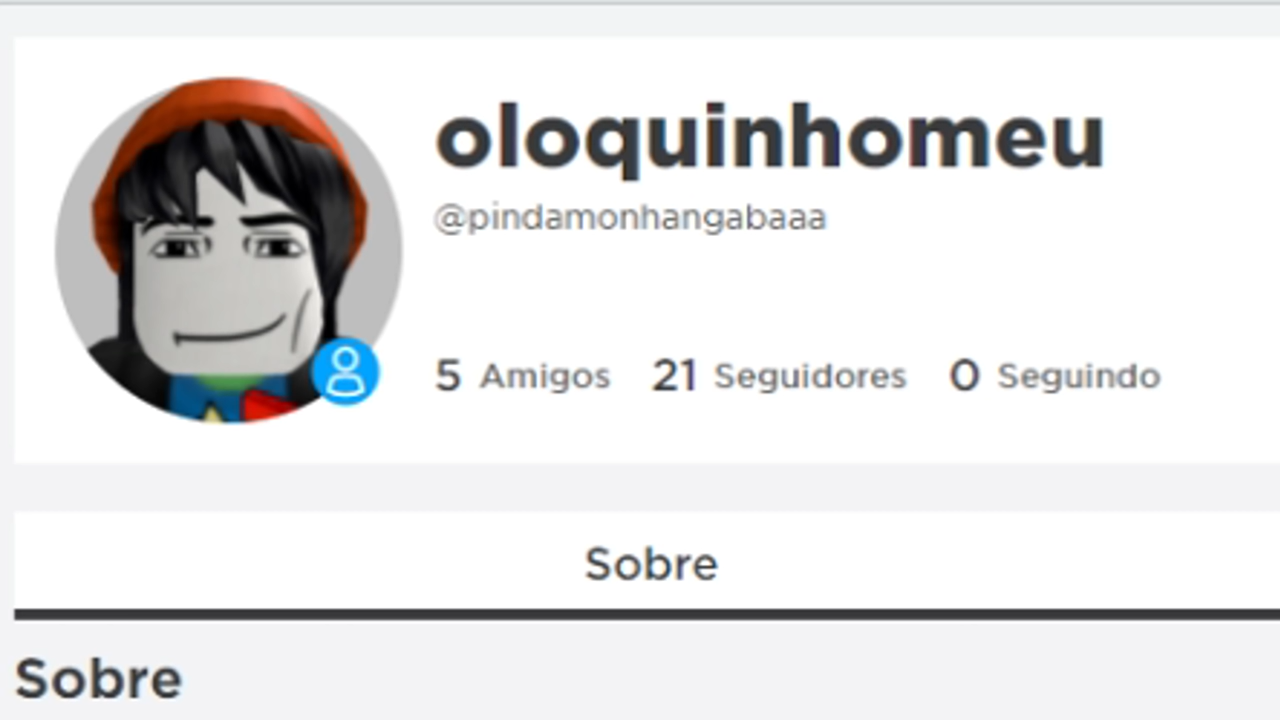 oloquinhomeu
@pindamonhangabaaa
5 Amigos 21 Seguidores 0 Seguindo
Sobre
Sobre